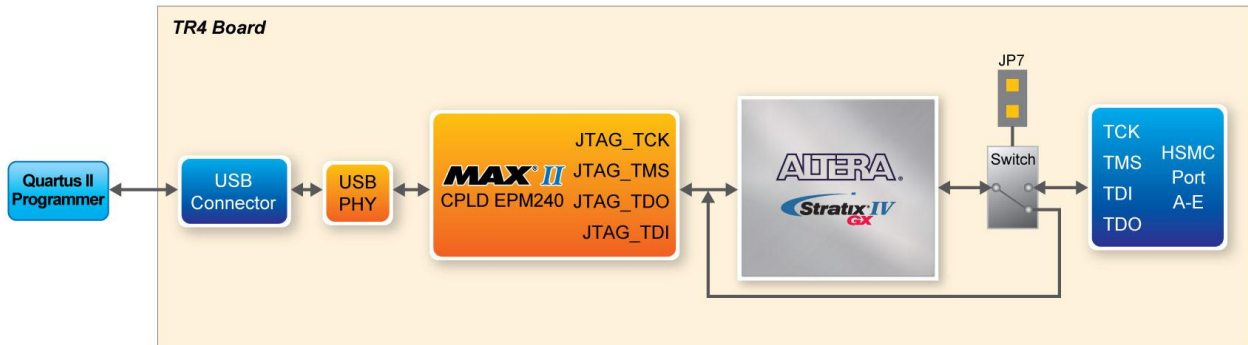 TR4 Board
Quartus II
Programmer
USB
Connector
USB
PHY
MAX® II
CPLD EPM240
JTAG_TCK
JTAG_TMS
JTAG_TDO
JTAG_TDI
ALTERA®
Stratix® IV
GX
JP7
Switch
TCK
TMS
TDI
TDO
HSMC
Port
A-E